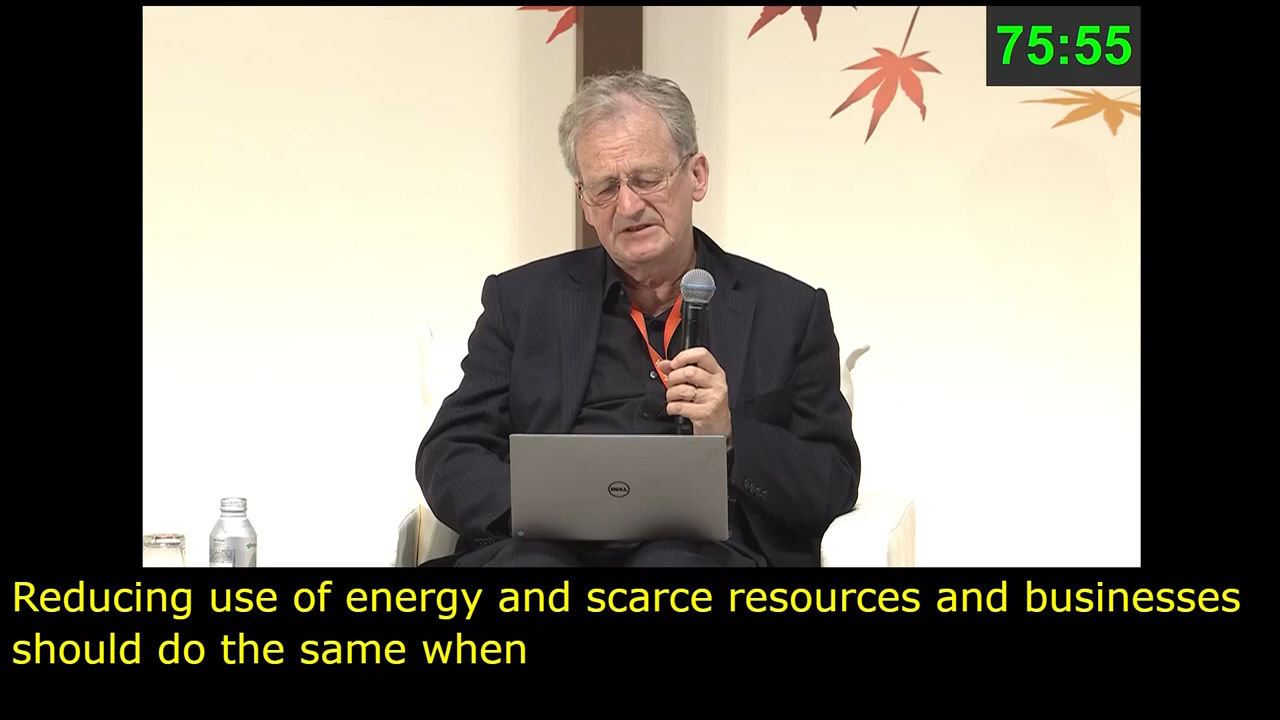 75:55
DELL
Reducing use of energy and scarce resources and businesses
should do the same when